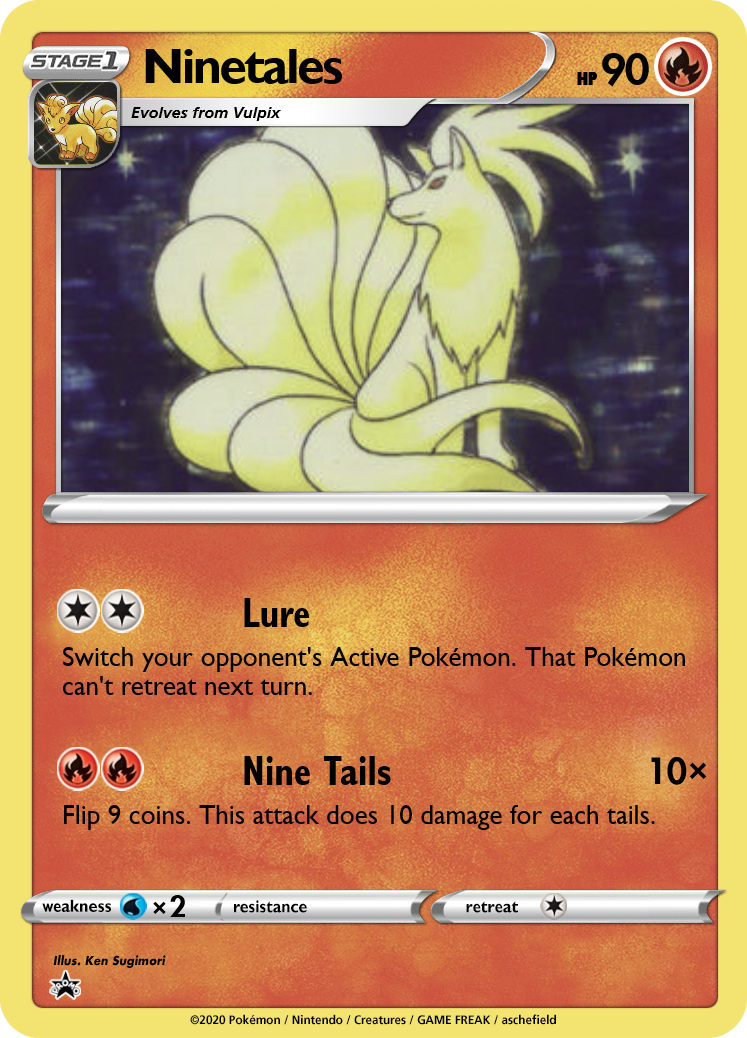 STAGE1
Ninetales
HP 90
Evolves from Vulpix
Lure
Switch your opponent's Active Pokémon. That Pokémon
can't retreat next turn.
Nine Tails 10×
Flip 9 coins. This attack does 10 damage for each tails.
weakness ×2 resistance retreat
Illus. Ken Sugimori
PROMO
©2020 Pokémon / Nintendo / Creatures / GAME FREAK / aschefield